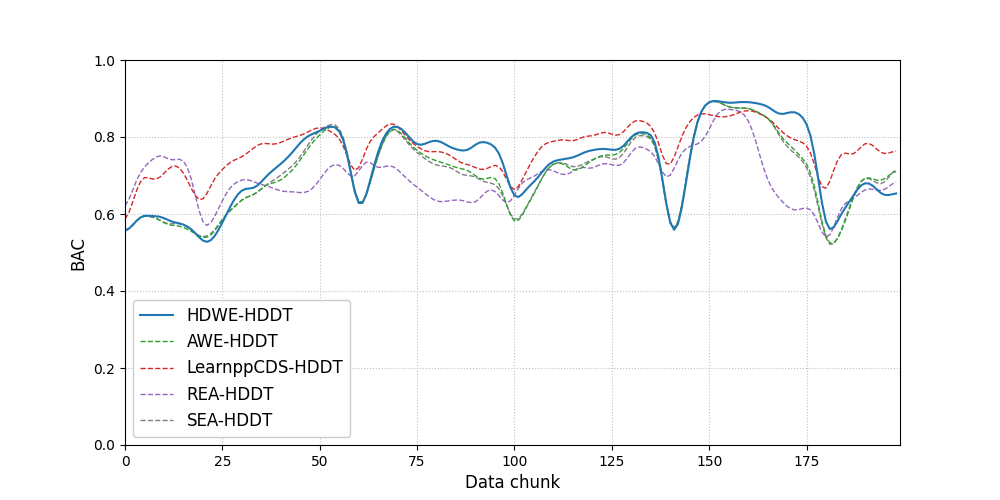 1.0
0.8
0.6
0.4
0.2
0.0
BAC
HDWE-HDDT
AWE-HDDT
LearnppCDS-HDDT
REA-HDDT
SEA-HDDT
0 25 50 75 100 125 150 175
Data chunk